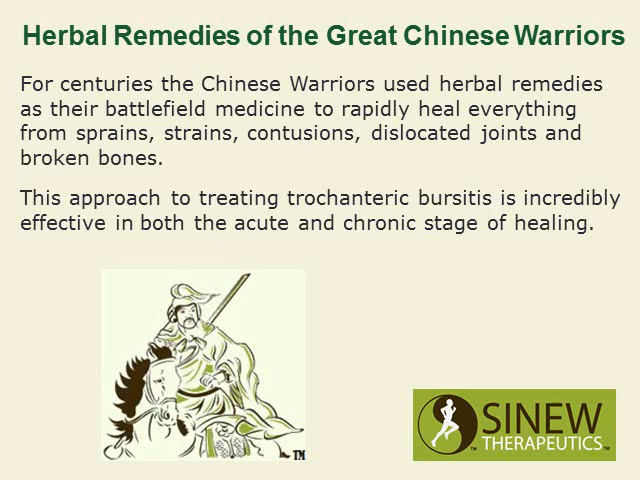 Herbal Remedies of the Great Chinese Warriors
For centuries the Chinese Warriors used herbal remedies
as their battlefield medicine to rapidly heal everything
from sprains, strains, contusions, dislocated joints and
broken bones.
This approach to treating trochanteric bursitis is incredibly
effective in both the acute and chronic stage of healing.
TM
SINEW
THERAPEUTICS
TM
TM